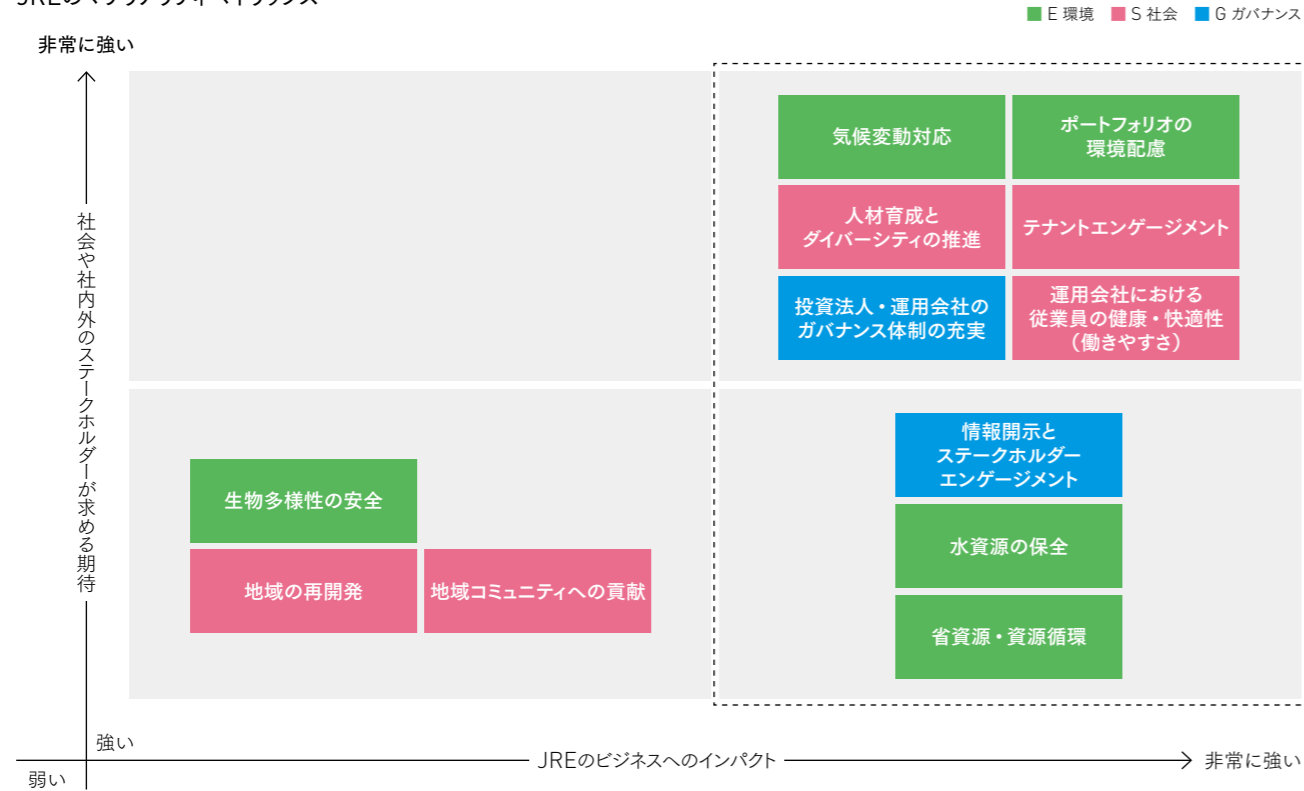 E 環境 S 社会 G ガバナンス
非常に強い
気候変動対応
ポートフォリオの
環境配慮
人材育成と
ダイバーシティの推進
テナントエンゲージメント
投資法人・運用会社の
ガバナンス体制の充実
運用会社における
従業員の健康・快適性
（働きやすさ）
社会や社内外のステークホルダーが求める期待
情報開示と
ステークホルダー
エンゲージメント
生物多様性の安全
水資源の保全
地域の再開発
地域コミュニティへの貢献
省資源・資源循環
強い
弱い
JREのビジネスへのインパクト
非常に強い